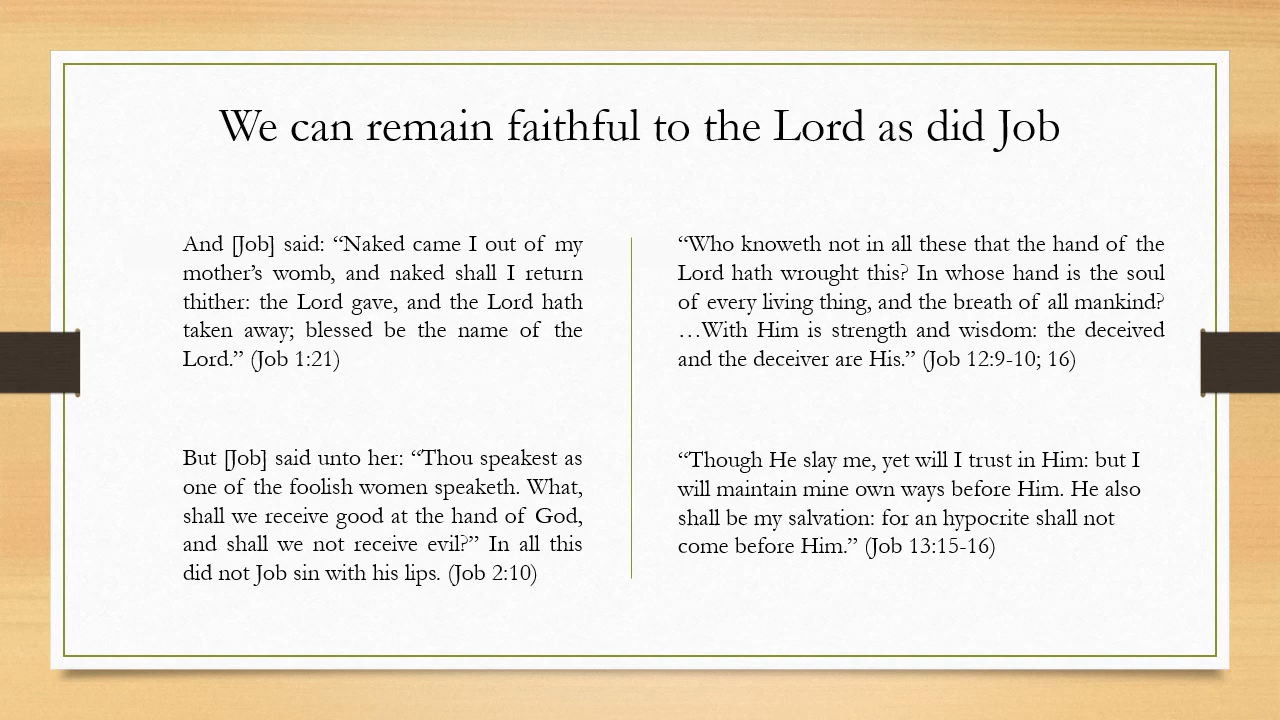 We can remain faithful to the Lord as did Job
And [Job] said: “Naked came I out of my
mother’s womb, and naked shall I return
thither: the Lord gave, and the Lord hath
taken away; blessed be the name of the
Lord.” (Job 1:21)
But [Job] said unto her: “Thou speakest as
one of the foolish women speaketh. What,
shall we receive good at the hand of God,
and shall we not receive evil?” In all this
did not Job sin with his lips. (Job 2:10)
“Who knoweth not in all these that the hand of the
Lord hath wrought this? In whose hand is the soul
of every living thing, and the breath of all mankind?
…With Him is strength and wisdom: the deceived
and the deceiver are His.” (Job 12:9-10; 16)
“Though He slay me, yet will I trust in Him: but I
will maintain mine own ways before Him. He also
shall be my salvation: for an hypocrite shall not
come before Him.” (Job 13:15-16)